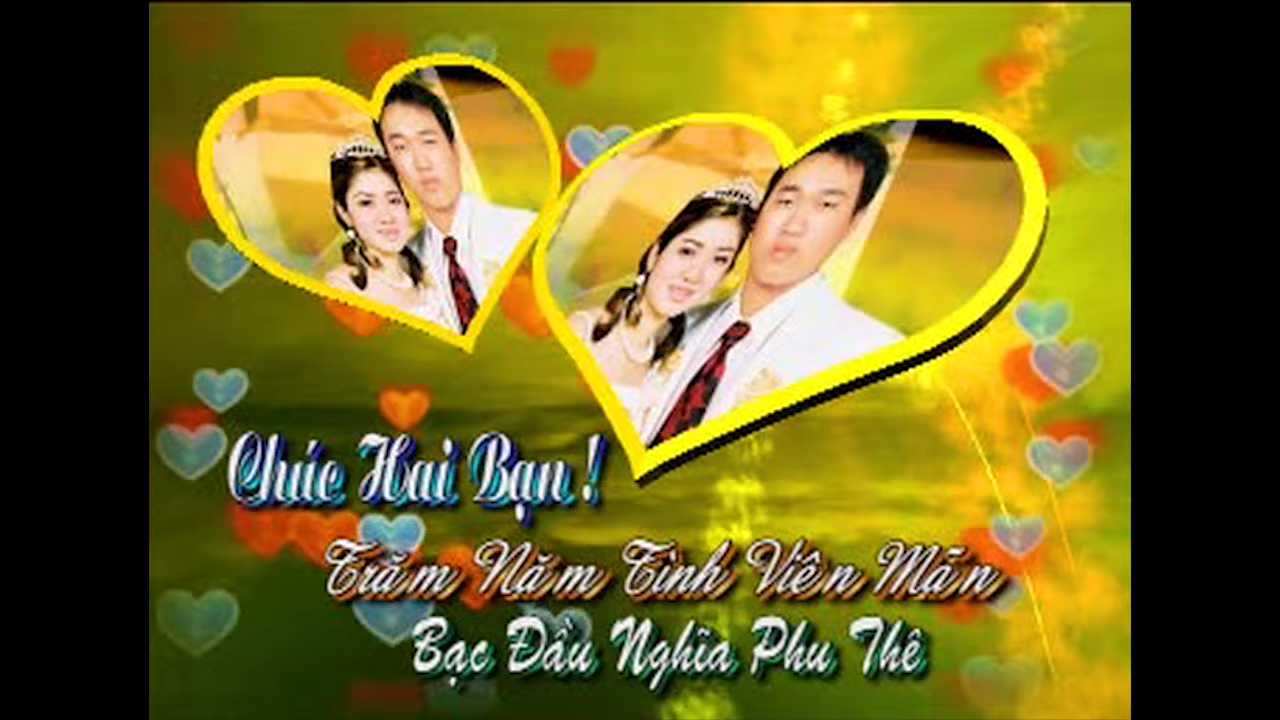 Chúc Hai Bạn!
Trăm Năm Tình Viên Mãn
Bạc Đầu Nghĩa Phu Thê